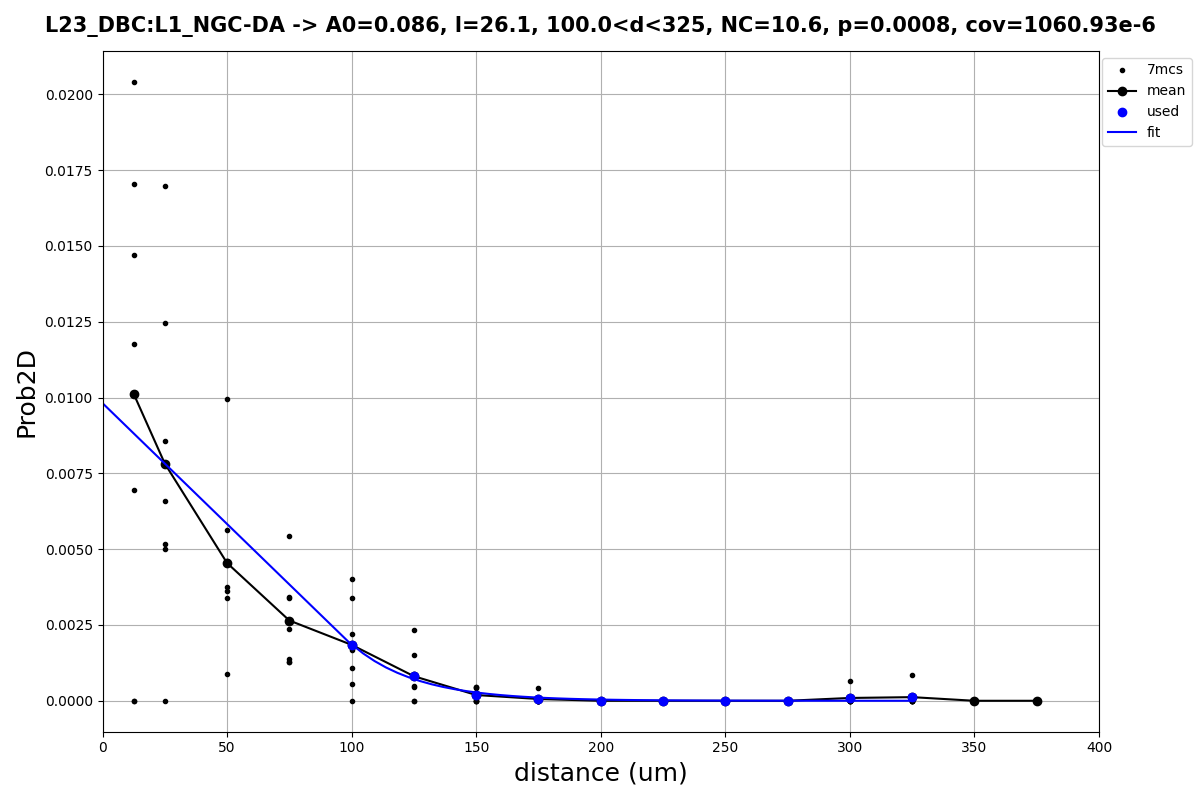 L23_DBC:L1_NGC-DA -> A0=0.086, l=26.1, 100.0<d<325, NC=10.6, p=0.0008, cov=1060.93e-6
7mcs
mean
used
fit
Prob2D
0.0200
0.0175
0.0150
0.0125
0.0100
0.0075
0.0050
0.0025
0.0000
0 50 100 150 200 250 300 350 400
distance (um)